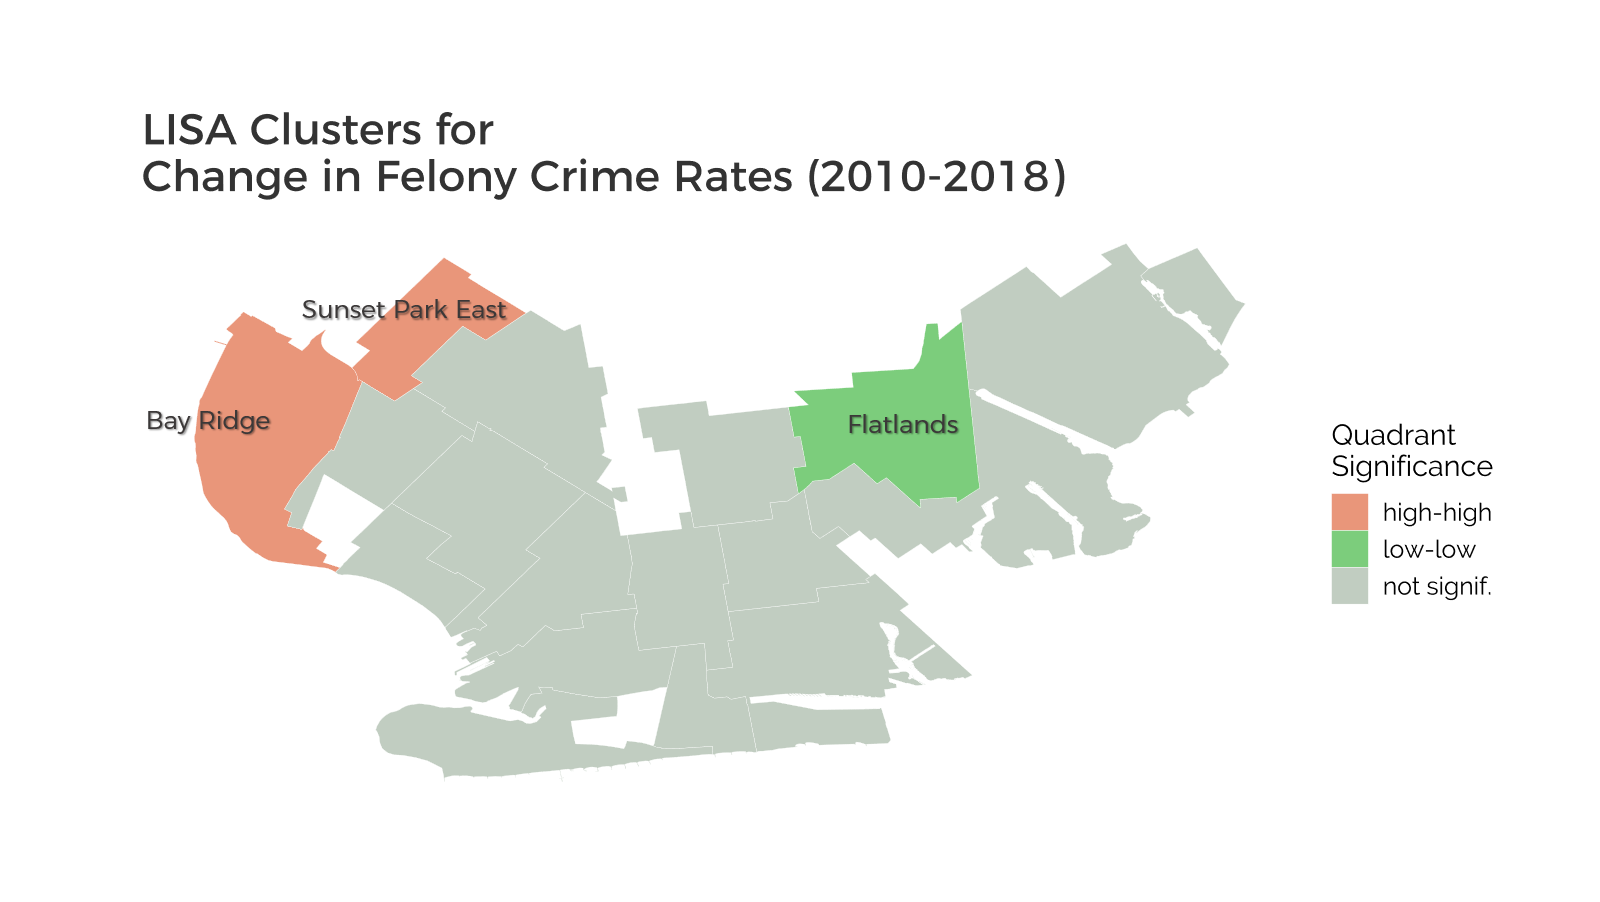 LISA Clusters for
Change in Felony Crime Rates (2010-2018)
Sunset Park East
Bay Ridge
Flatlands
Quadrant
Significance
high-high
low-low
not signif.